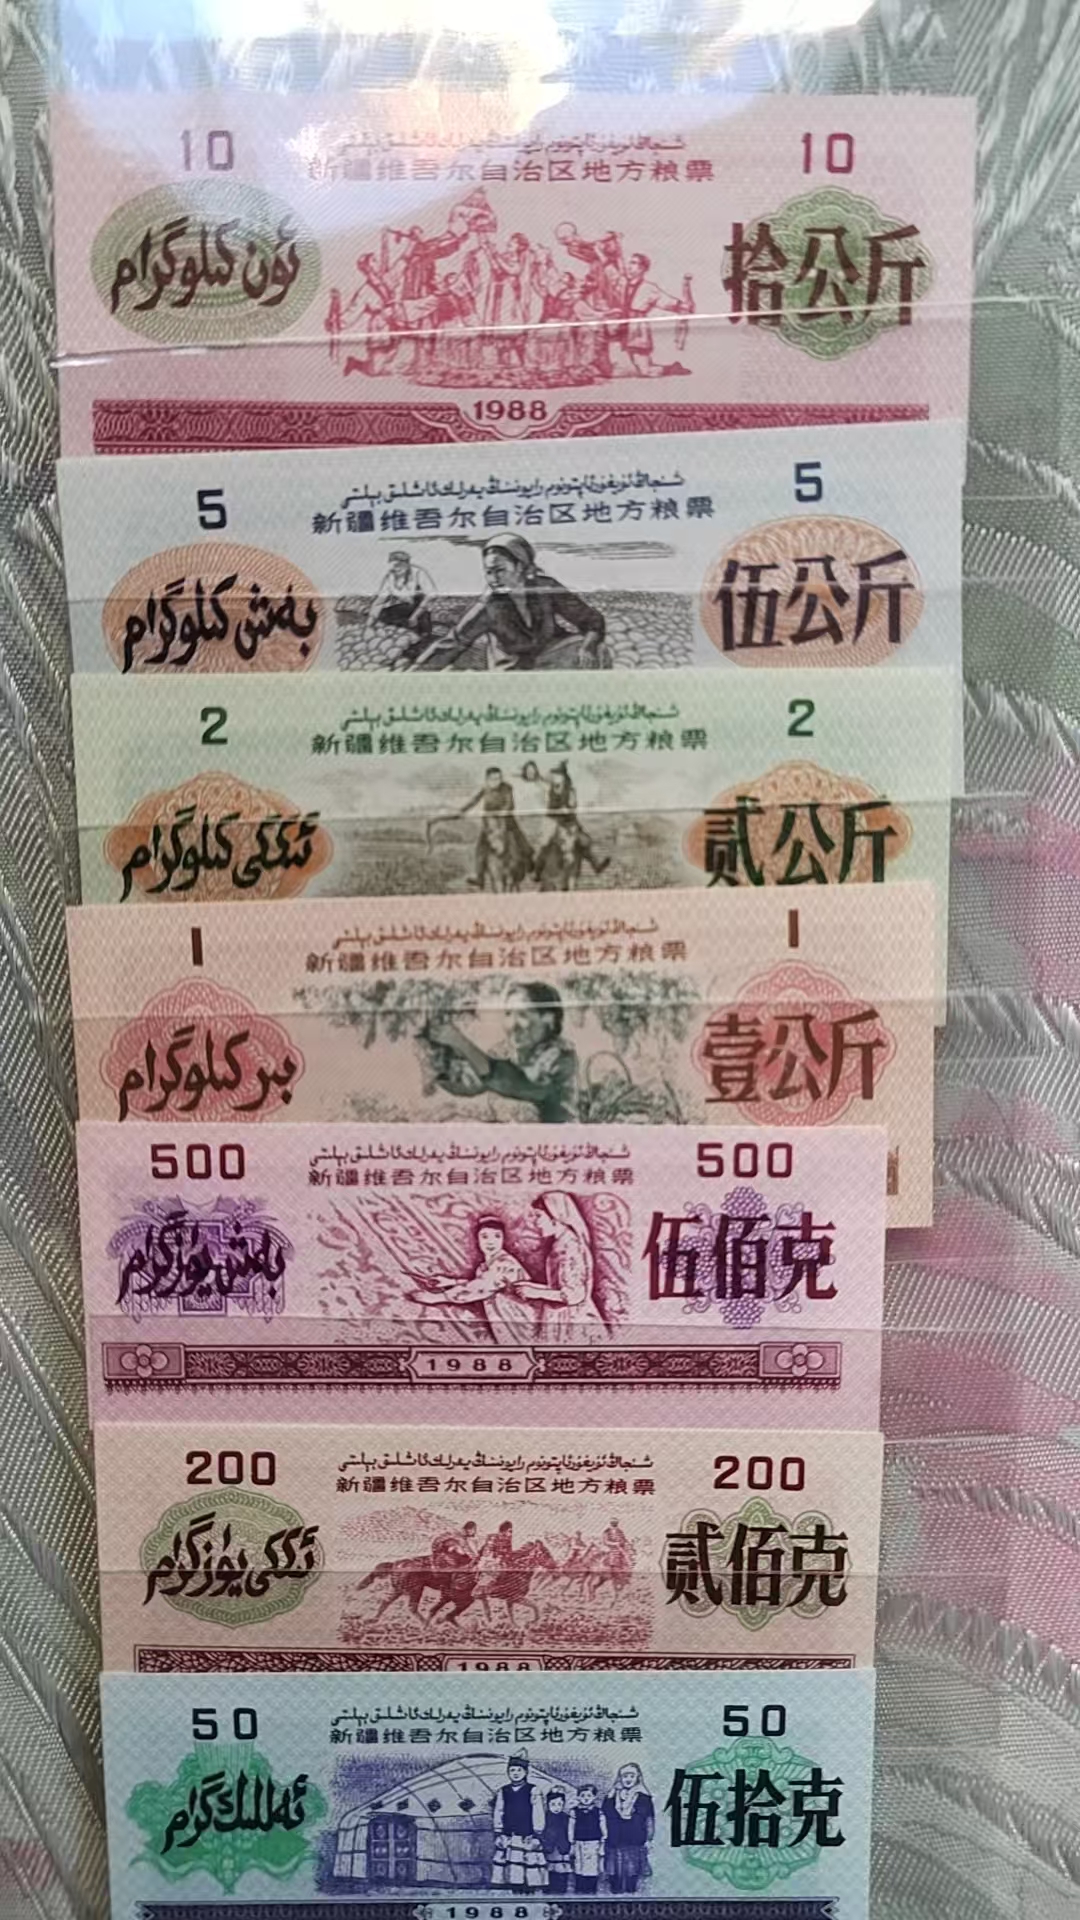 10
شىنجاڭ ئۇيغۇر ئاپتونوم رايونىنىڭ يەرلىك ئاشلىق بېلىتى
10
新疆维吾尔自治区地方粮票
ئون كىلوگرام
拾公斤
1988
5
شىنجاڭ ئۇيغۇر ئاپتونوم رايونىنىڭ يەرلىك ئاشلىق بېلىتى
5
新疆维吾尔自治区地方粮票
بەش كىلوگرام
伍公斤
2
شىنجاڭ ئۇيغۇر ئاپتونوم رايونىنىڭ يەرلىك ئاشلىق بېلىتى
2
新疆维吾尔自治区地方粮票
ئىككى كىلوگرام
贰公斤
1
شىنجاڭ ئۇيغۇر ئاپتونوم رايونىنىڭ يەرلىك ئاشلىق بېلىتى
1
新疆维吾尔自治区地方粮票
بىر كىلوگرام
壹公斤
500
شىنجاڭ ئۇيغۇر ئاپتونوم رايونىنىڭ يەرلىك ئاشلىق بېلىتى
500
新疆维吾尔自治区地方粮票
بەش يۈز گرام
伍佰克
1988
200
شىنجاڭ ئۇيغۇر ئاپتونوم رايونىنىڭ يەرلىك ئاشلىق بېلىتى
200
新疆维吾尔自治区地方粮票
ئىككى يۈز گرام
贰佰克
1988
50
شىنجاڭ ئۇيغۇر ئاپتونوم رايونىنىڭ يەرلىك ئاشلىق بېلىتى
50
新疆维吾尔自治区地方粮票
ئەللىك گرام
伍拾克
1988